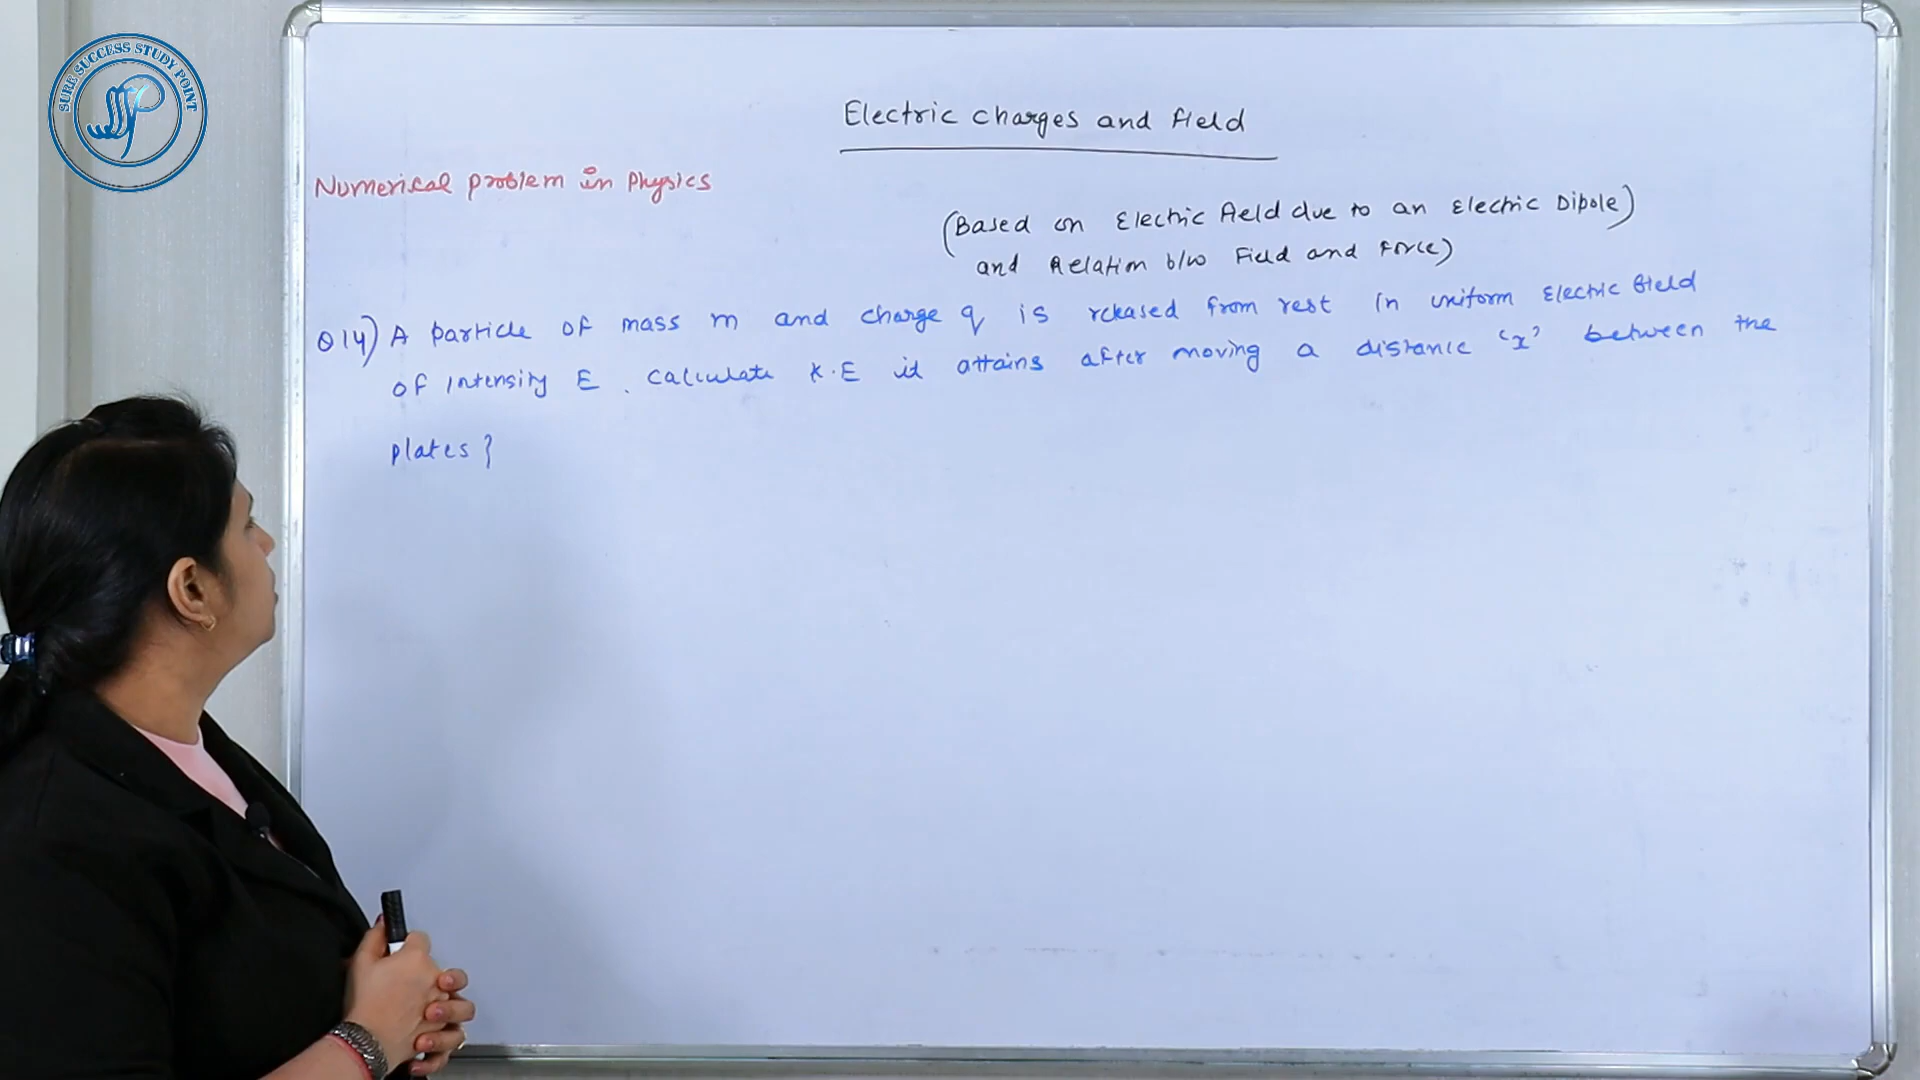 SURE SUCCESS STUDY POINT
Electric charges and field
Numerical problem in Physics
(Based on Electric field due to an Electric Dipole)
and Relation b/w Field and Force)
Q14) A particle of mass m and charge q is released from rest in uniform Electric field
of intensity E . calculate K.E it attains after moving a distance 'x' between the
plates ?